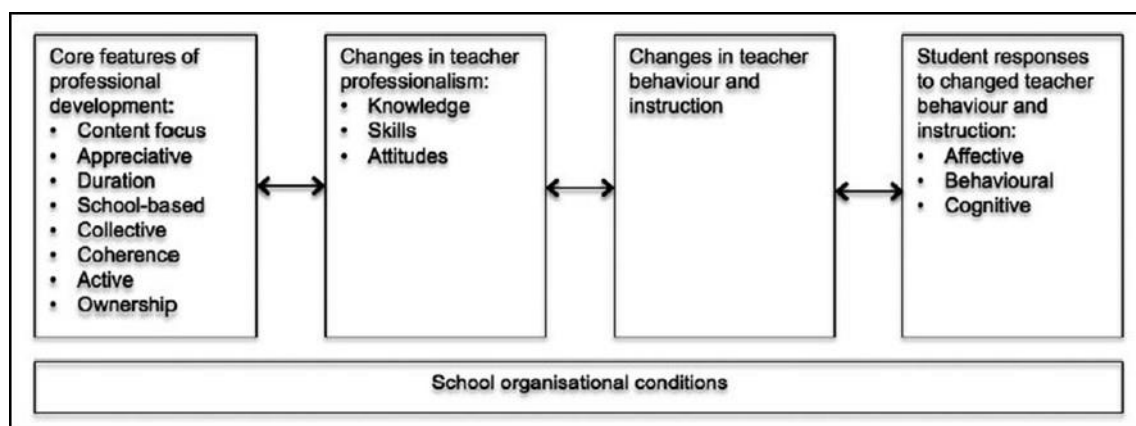 Core features of
professional
development:
• Content focus
• Appreciative
• Duration
• School-based
• Collective
• Coherence
• Active
• Ownership
Changes in teacher
professionalism:
• Knowledge
• Skills
• Attitudes
Changes in teacher
behaviour and
instruction
Student responses
to changed teacher
behaviour and
instruction:
• Affective
• Behavioural
• Cognitive
School organisational conditions